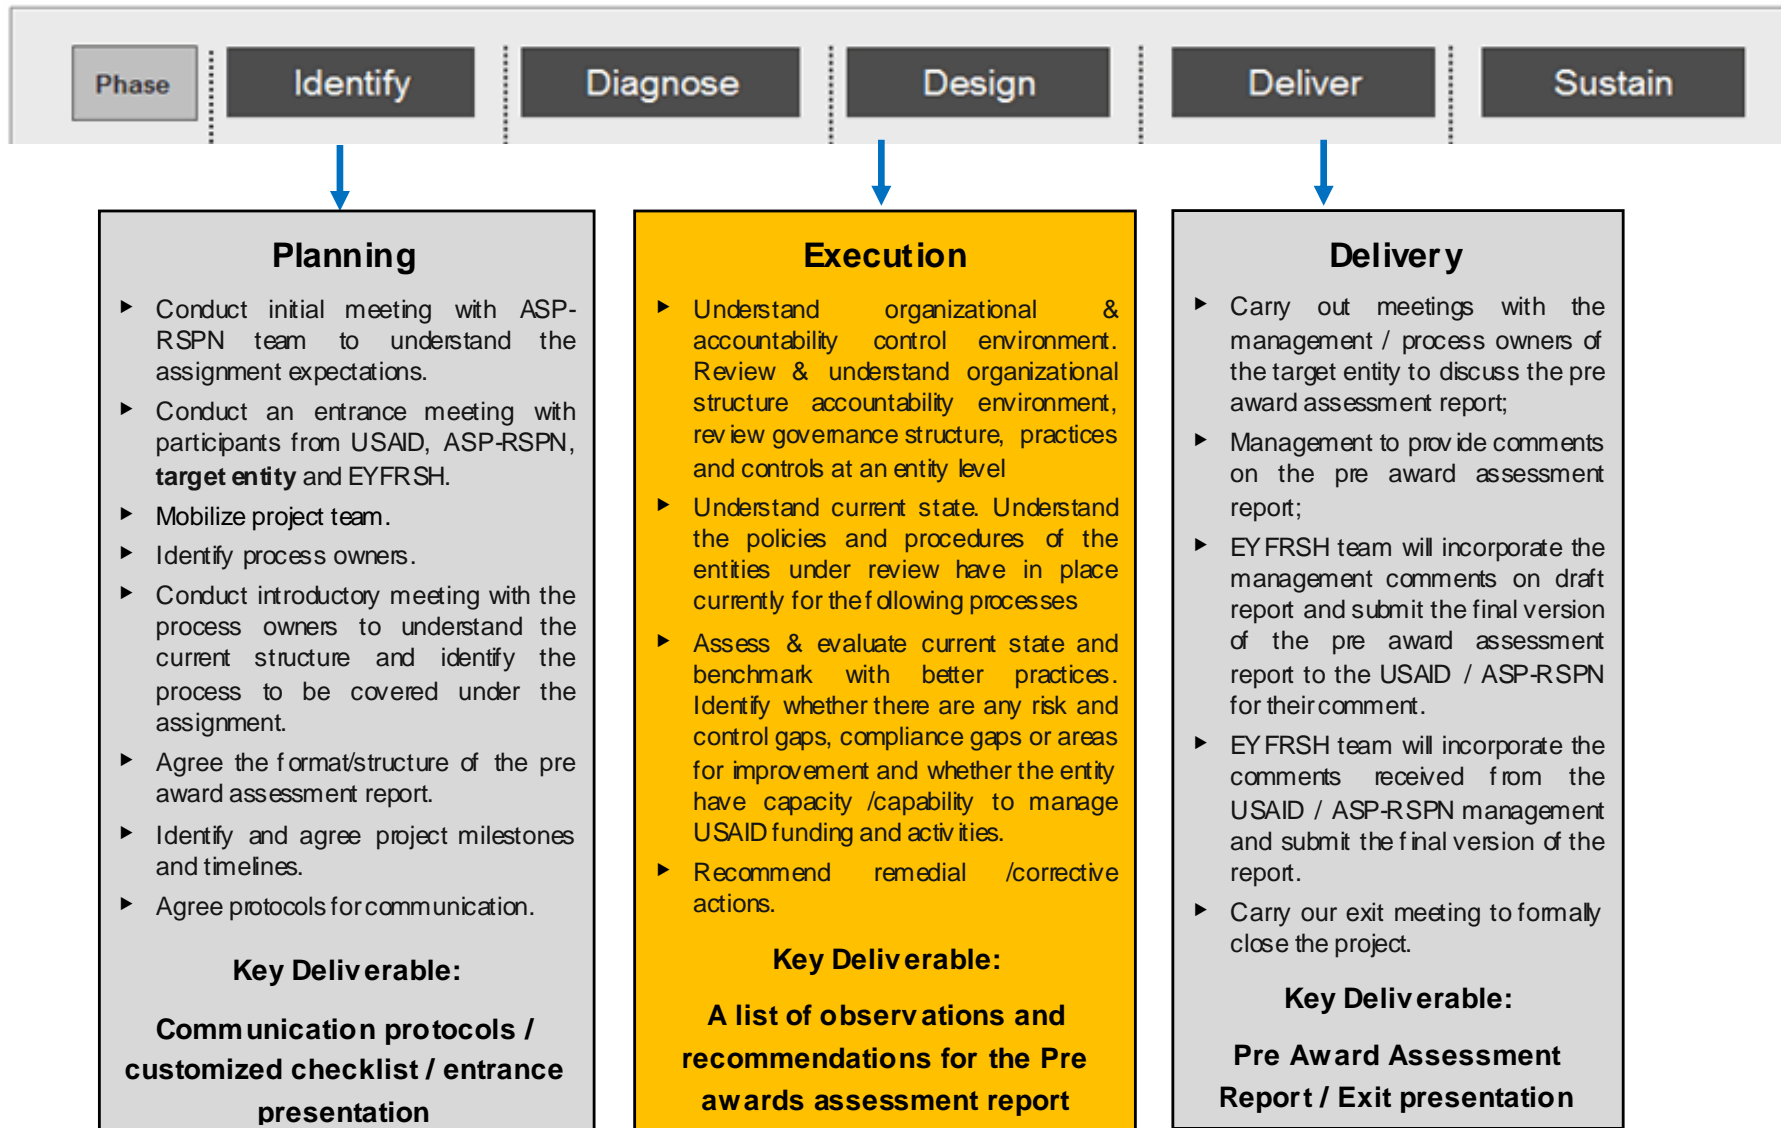 Phase
Identify
Diagnose
Design
Deliver
Sustain
Planning
Conduct initial meeting with ASP-
RSPN team to understand the
assignment expectations.
Conduct an entrance meeting with
participants from USAID, ASP-RSPN,
target entity and EYFRSH.
Mobilize project team.
Identify process owners.
Conduct introductory meeting with the
process owners to understand the
current structure and identify the
process to be covered under the
assignment.
Agree the format/structure of the pre
award assessment report.
Identify and agree project milestones
and timelines.
Agree protocols for communication.
Key Deliverable:
Communication protocols /
customized checklist / entrance
presentation
Execution
Understand organizational &
accountability control environment.
Review & understand organizational
structure accountability environment,
review governance structure, practices
and controls at an entity level
Understand current state. Understand
the policies and procedures of the
entities under review have in place
currently for the following processes
Assess & evaluate current state and
benchmark with better practices.
Identify whether there are any risk and
control gaps, compliance gaps or areas
for improvement and whether the entity
have capacity /capability to manage
USAID funding and activities.
Recommend remedial /corrective
actions.
Key Deliverable:
A list of observations and
recommendations for the Pre
awards assessment report
Delivery
Carry out meetings with the
management / process owners of
the target entity to discuss the pre
award assessment report;
Management to provide comments
on the pre award assessment
report;
EYFRSH team will incorporate the
management comments on draft
report and submit the final version
of the pre award assessment
report to the USAID / ASP-RSPN
for their comment.
EYFRSH team will incorporate the
comments received from the
USAID / ASP-RSPN management
and submit the final version of the
report.
Carry our exit meeting to formally
close the project.
Key Deliverable:
Pre Award Assessment
Report / Exit presentation